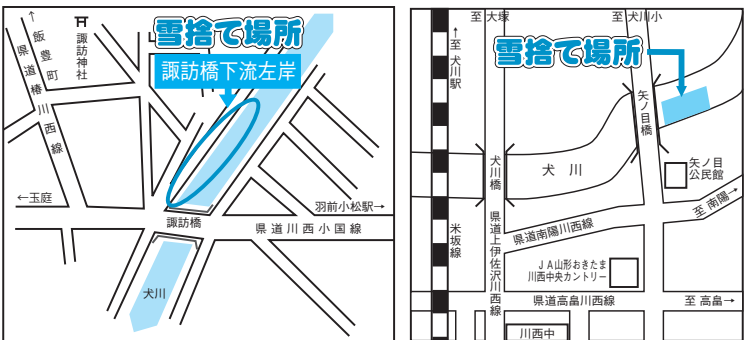 雪捨て場所
諏訪橋下流左岸
↑飯豊町
県道椿川西線
諏訪神社
←玉庭
羽前小松駅→
諏訪橋
県道川西小国線
犬川
至 大塚
至 犬川小
雪捨て場所
↑至 犬川駅
矢ノ目橋
矢ノ目
公民館
犬川橋
犬 川
至 南陽→
米坂線
県道上伊佐沢川西線
県道南陽川西線
JA山形おきたま
川西中央カントリー
県道高畠川西線
至 高畠→
川西中